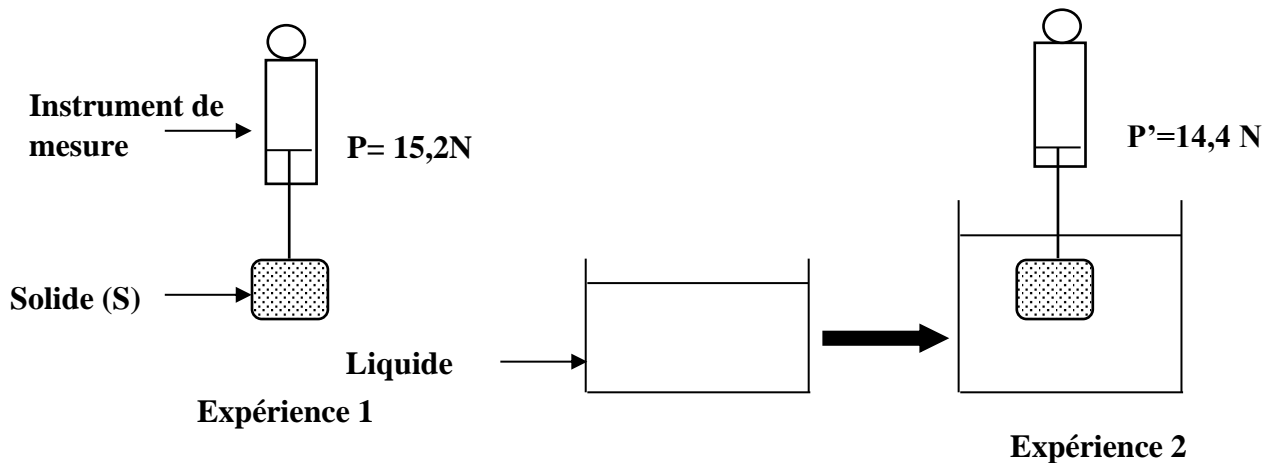 Instrument de
mesure
P= 15,2N
P’=14,4 N
Solide (S)
Liquide
Expérience 1
Expérience 2